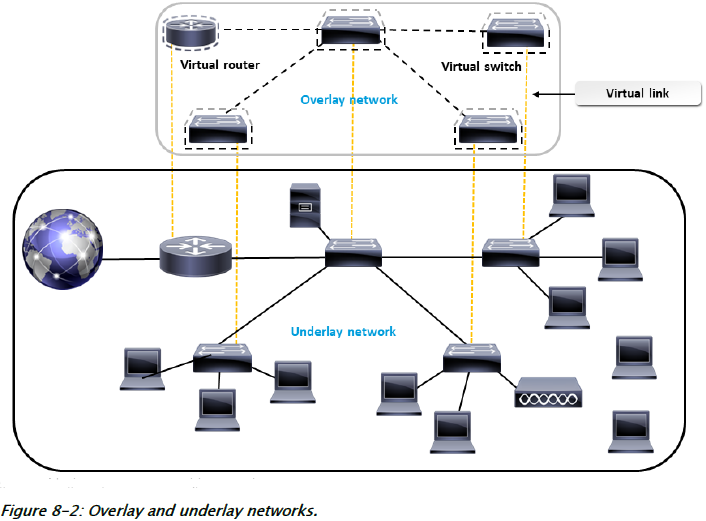 Virtual router
Virtual switch
Overlay network
Virtual link
Underlay network
Figure 8-2: Overlay and underlay networks.